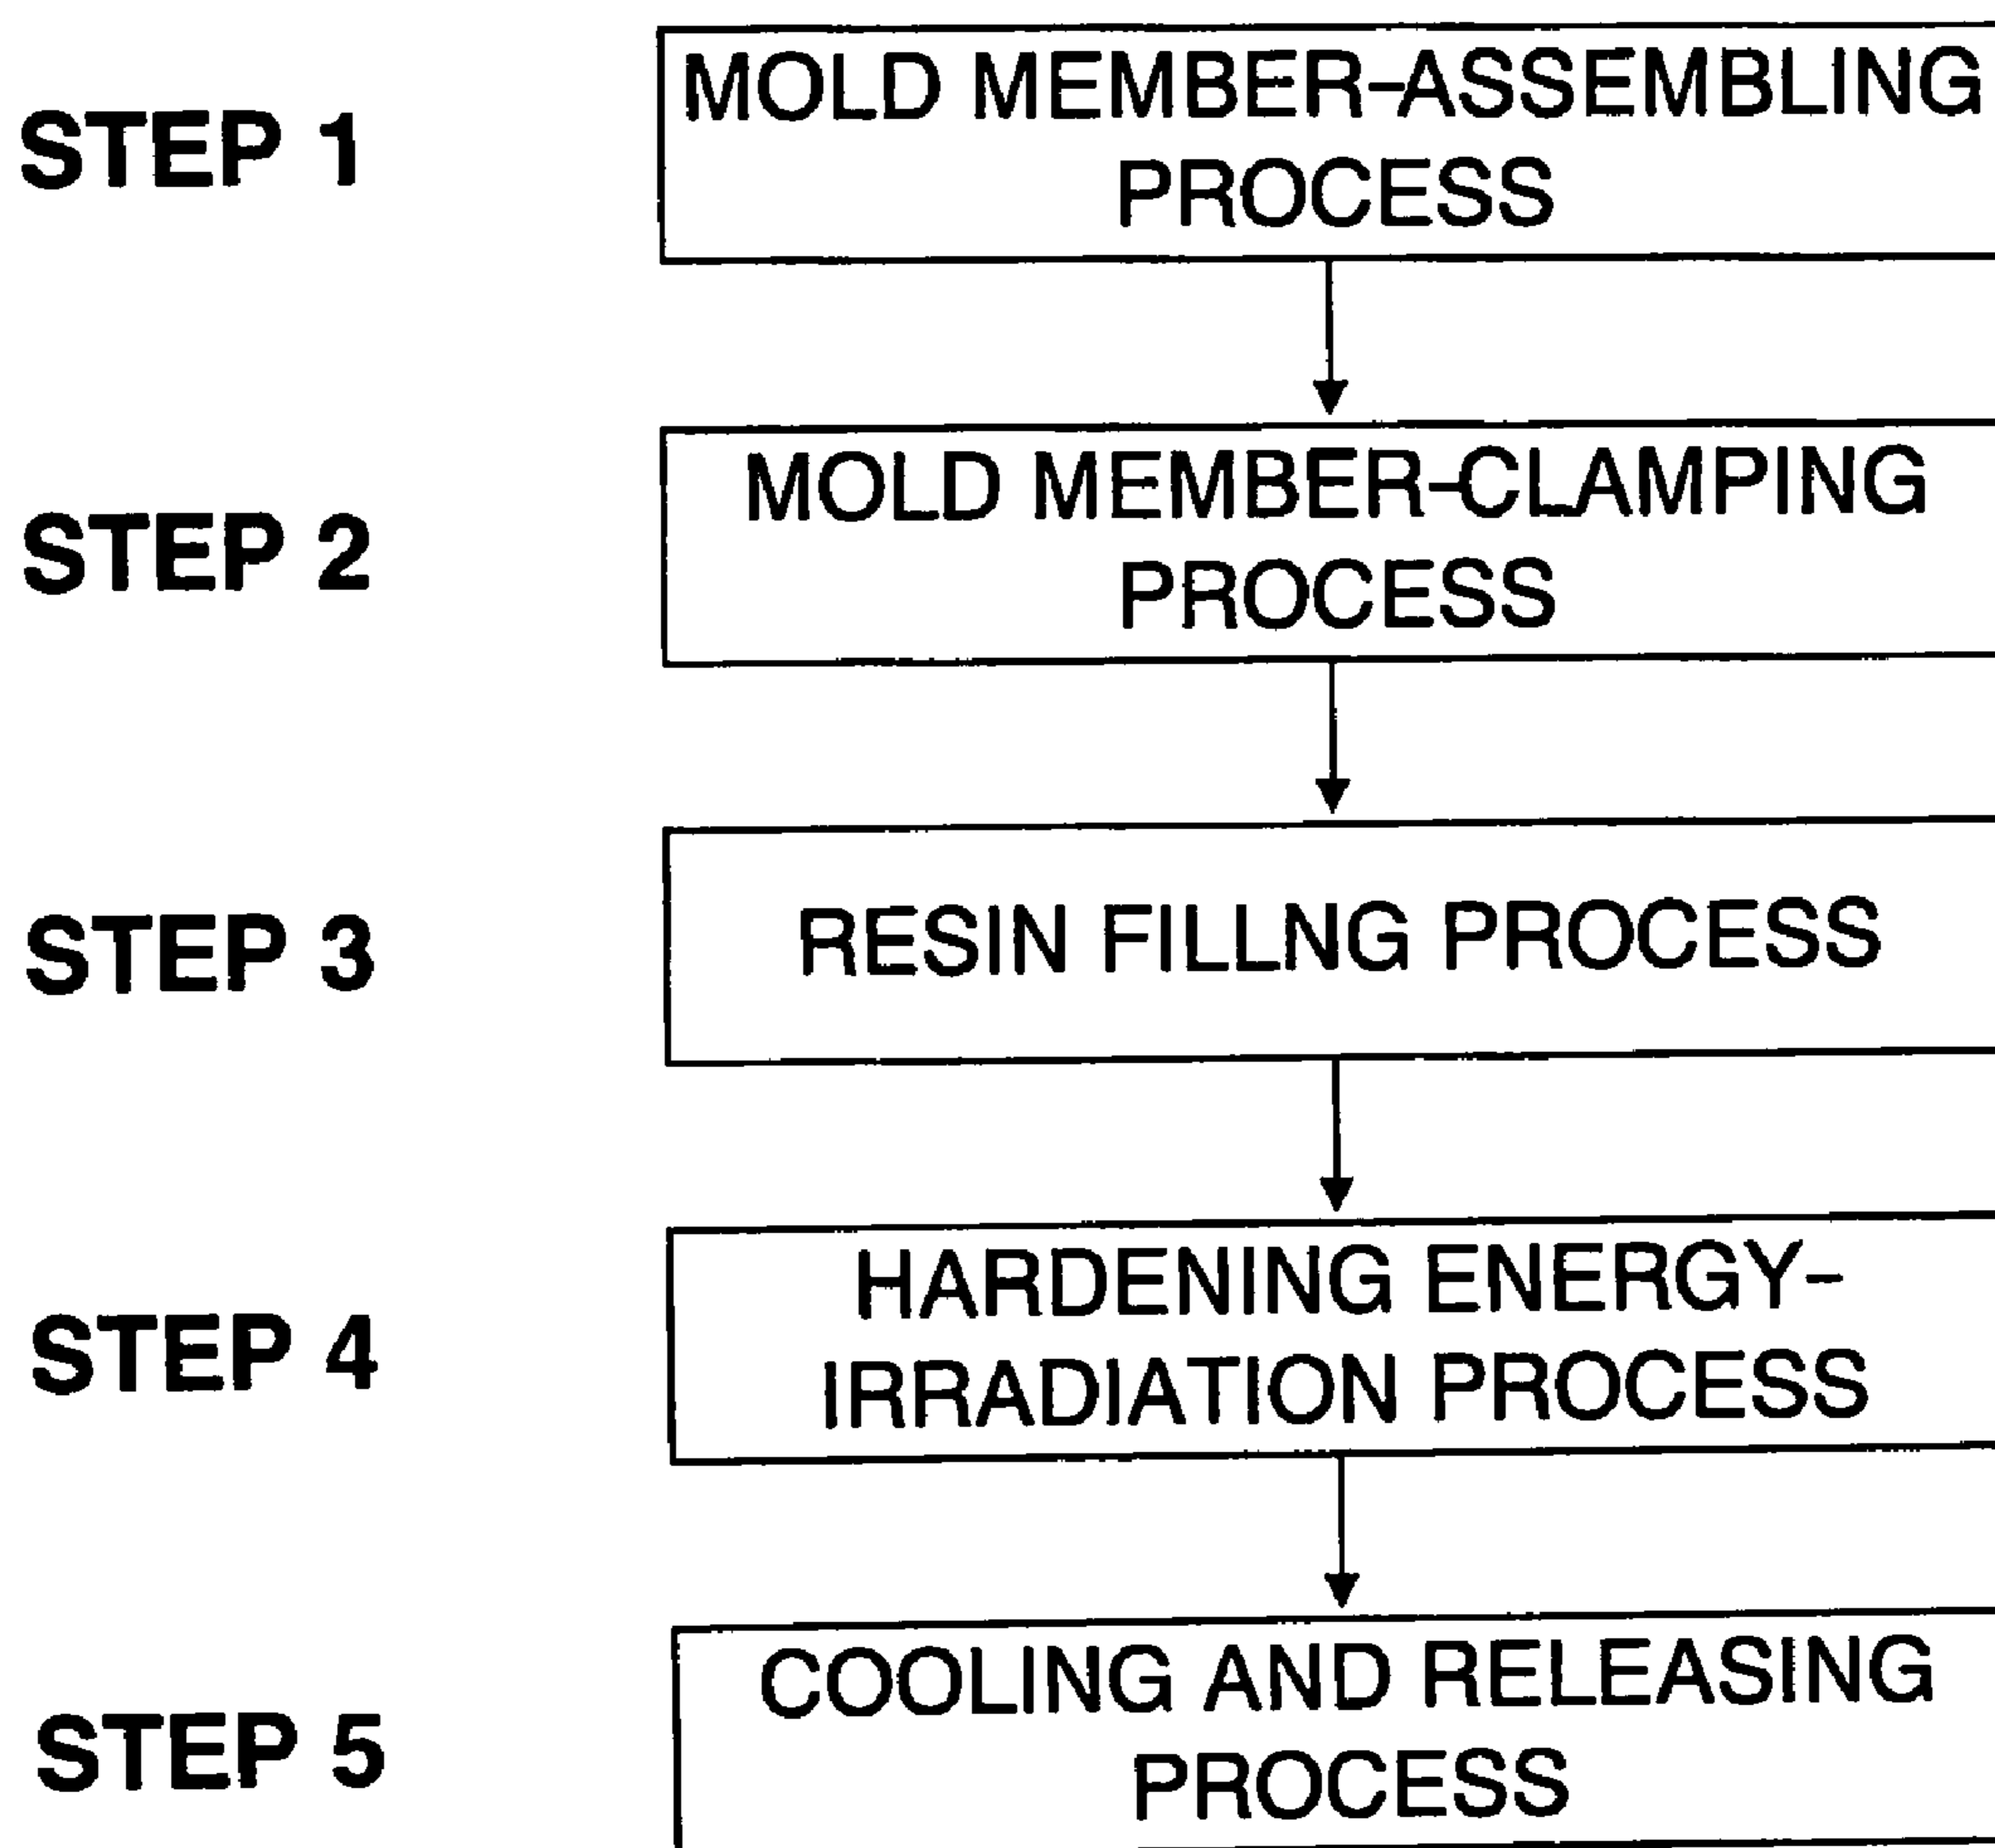 STEP 1
MOLD MEMBER-ASSEMBLING
PROCESS
STEP 2
MOLD MEMBER-CLAMPING
PROCESS
STEP 3
RESIN FILLNG PROCESS
STEP 4
HARDENING ENERGY-
IRRADIATION PROCESS
STEP 5
COOLING AND RELEASING
PROCESS